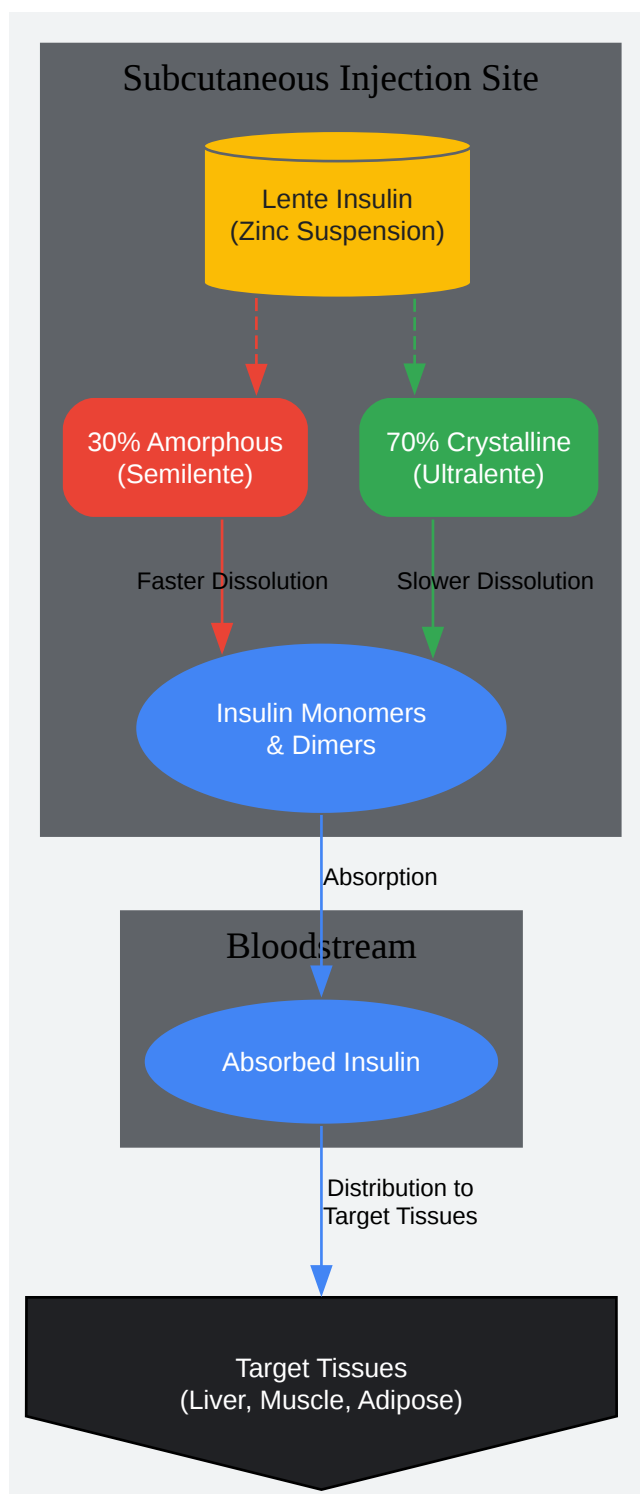 Subcutaneous Injection Site
Lente Insulin
(Zinc Suspension)
30% Amorphous
(Semilente)
70% Crystalline
(Ultralente)
Faster Dissolution
Slower Dissolution
Insulin Monomers
& Dimers
Absorption
Bloodstream
Absorbed Insulin
Distribution to
Target Tissues
Target Tissues
(Liver, Muscle, Adipose)